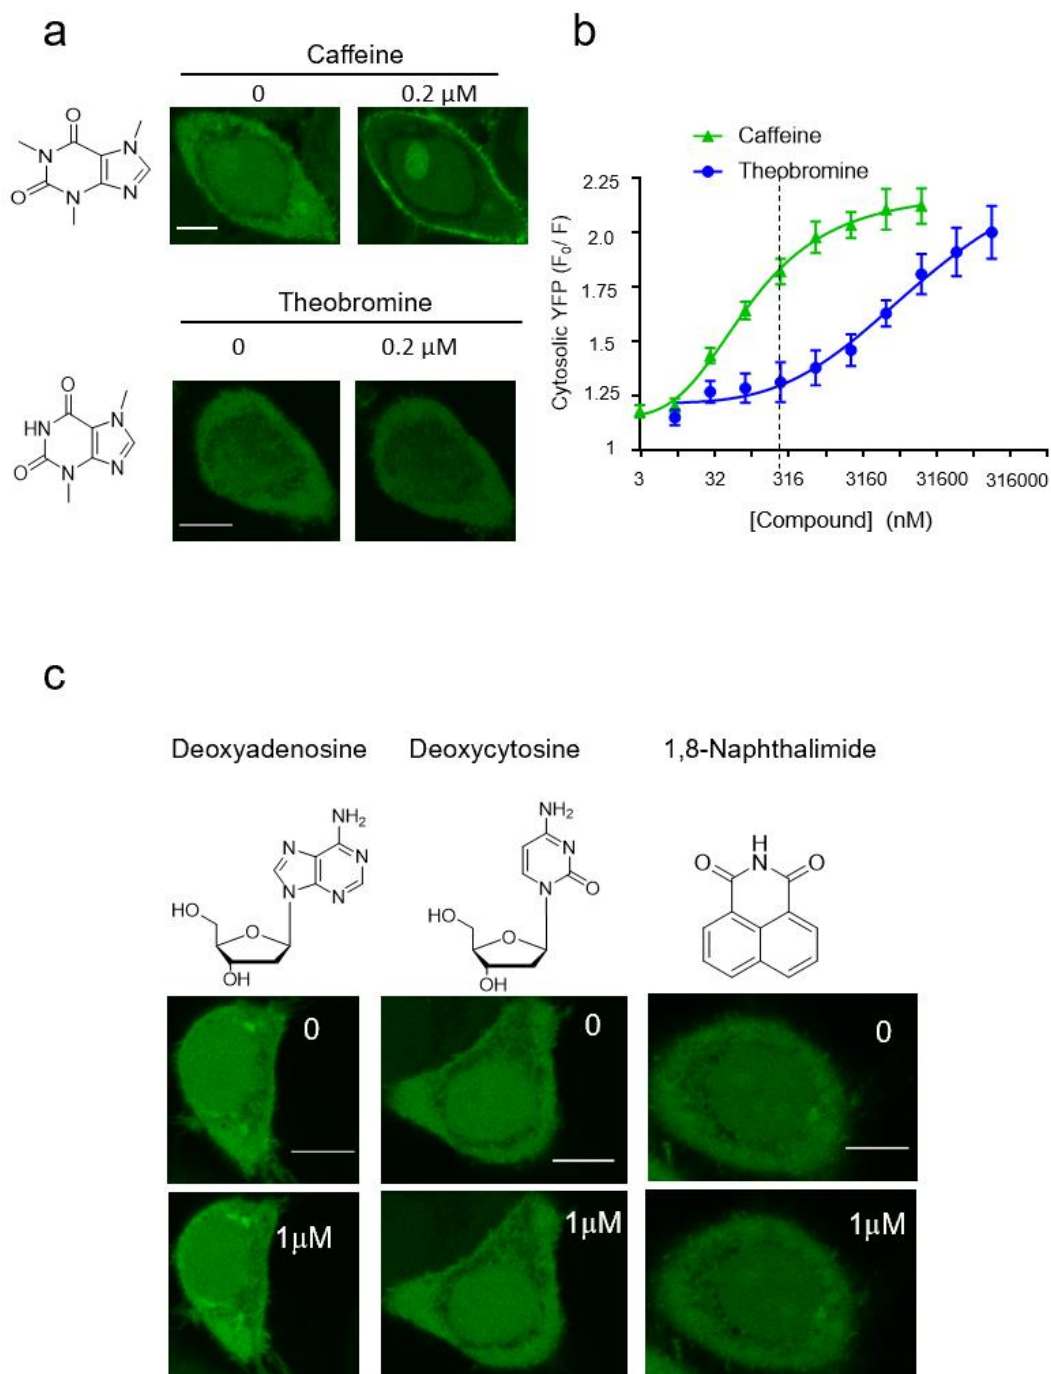 a
Caffeine
0
0.2 µM
O
N
N
O
N
N
Theobromine
0
0.2 µM
O
HN
N
O
N
N
b
Caffeine
Theobromine
2.25
2.0
1.75
1.5
1.25
1
Cytosolic YFP (F₀/ F)
3
32
316
3160
31600
316000
[Compound] (nM)
c
Deoxyadenosine
Deoxycytosine
1,8-Naphthalimide
NH₂
N
N
N
N
HO
O
OH
NH₂
N
N
O
HO
O
OH
H
O
N
O
0
0
0
1µM
1µM
1µM